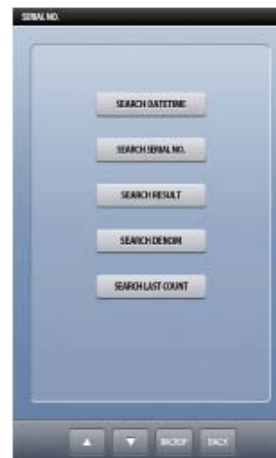 SERIAL NO.
SEARCH DATETIME
SEARCH SERIAL NO.
SEARCH RESULT
SEARCH DENOM
SEARCH LAST COUNT
BACKUP BACK